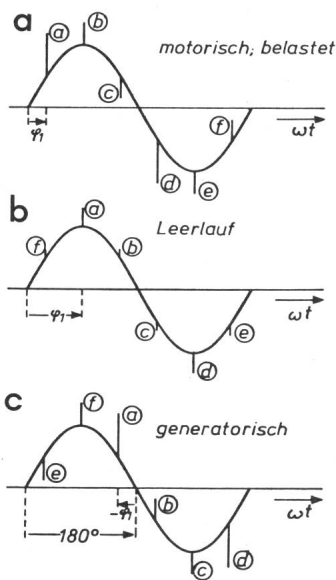 a
ⓐ ⓑ
motorisch; belastet
ⓒ
φ₁
ⓕ
ωt
ⓓ ⓔ
b
ⓐ
Leerlauf
ⓕ ⓑ
ωt
φ₁
ⓒ ⓔ
ⓓ
c
ⓕ ⓐ
generatorisch
ⓔ
ⓑ
ωt
-φ₁
180°
ⓒ ⓓ